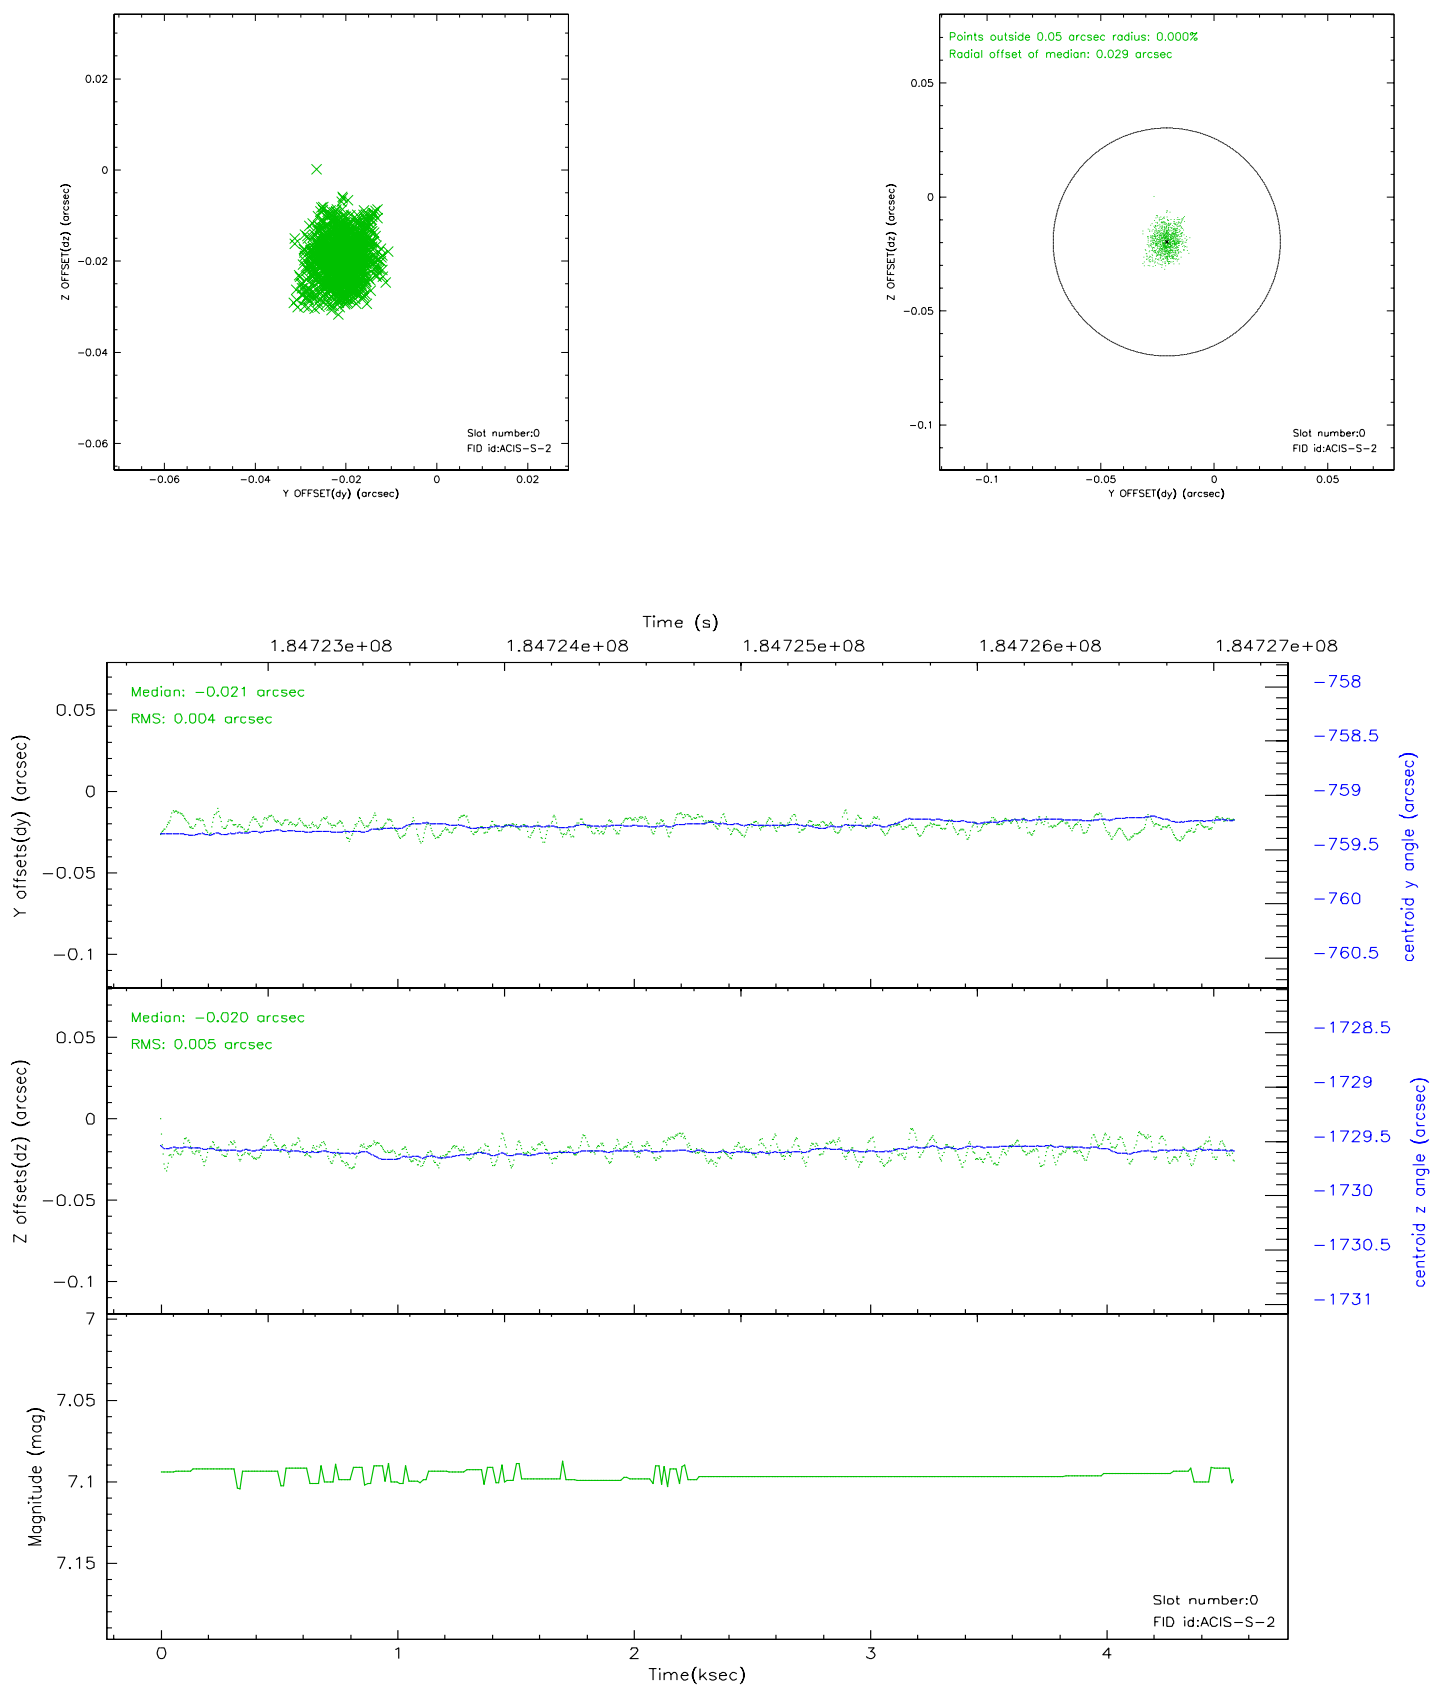 0.02
0
-0.02
-0.04
-0.06
Z OFFSET(dz) (arcsec)
Slot number:0
FID id:ACIS-S-2
-0.06
-0.04
-0.02
0
0.02
Y OFFSET(dy) (arcsec)
Points outside 0.05 arcsec radius: 0.000%
Radial offset of median: 0.029 arcsec
0.05
0
-0.05
-0.1
Z OFFSET(dz) (arcsec)
Slot number:0
FID id:ACIS-S-2
-0.1
-0.05
0
0.05
Y OFFSET(dy) (arcsec)
Time (s)
1.84723e+08
1.84724e+08
1.84725e+08
1.84726e+08
1.84727e+08
Median: -0.021 arcsec
RMS: 0.004 arcsec
0.05
0
-0.05
-0.1
Y offsets(dy) (arcsec)
-758
-758.5
-759
-759.5
-760
-760.5
centroid y angle (arcsec)
Median: -0.020 arcsec
RMS: 0.005 arcsec
0.05
0
-0.05
-0.1
Z offsets(dz) (arcsec)
-1728.5
-1729
-1729.5
-1730
-1730.5
-1731
centroid z angle (arcsec)
7
7.05
7.1
7.15
Magnitude (mag)
Slot number:0
FID id:ACIS-S-2
0
1
2
3
4
Time(ksec)